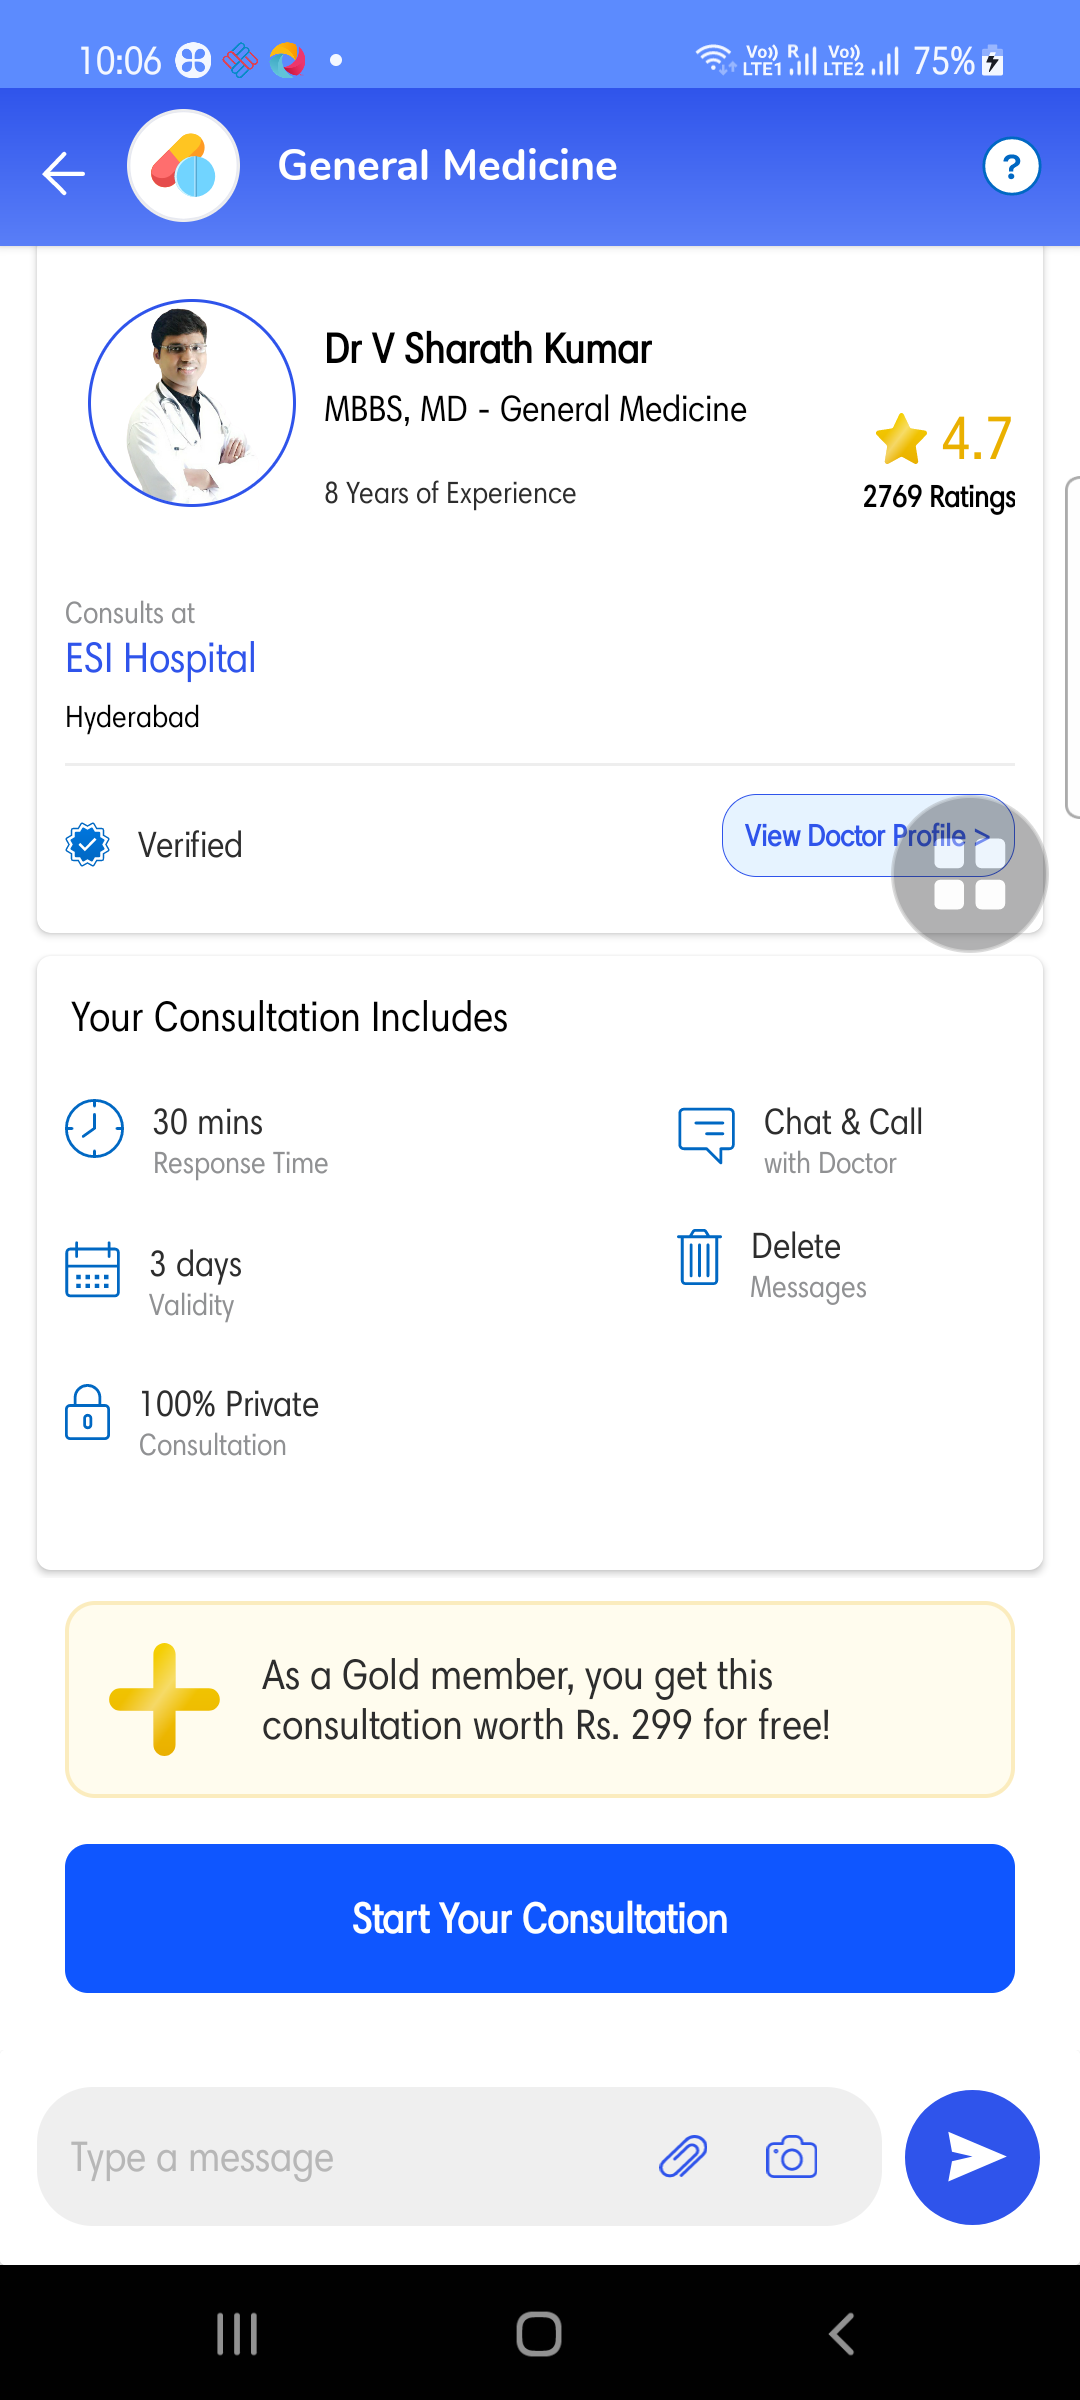 10:06
Vo)) R Vo)) 75%
LTE1 LTE2
General Medicine
?
Dr V Sharath Kumar
MBBS, MD - General Medicine
4.7
8 Years of Experience
2769 Ratings
Consults at
ESI Hospital
Hyderabad
Verified
View Doctor Profile >
Your Consultation Includes
30 mins
Response Time
Chat & Call
with Doctor
3 days
Validity
Delete
Messages
100% Private
Consultation
As a Gold member, you get this
consultation worth Rs. 299 for free!
Start Your Consultation
Type a message